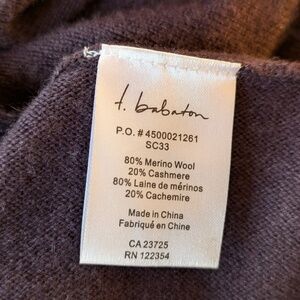 t. babaton
P.O. # 4500021261
SC33
80% Merino Wool
20% Cashmere
80% Laine de mérinos
20% Cachemire
Made in China
Fabriqué en Chine
CA 23725
RN 122354